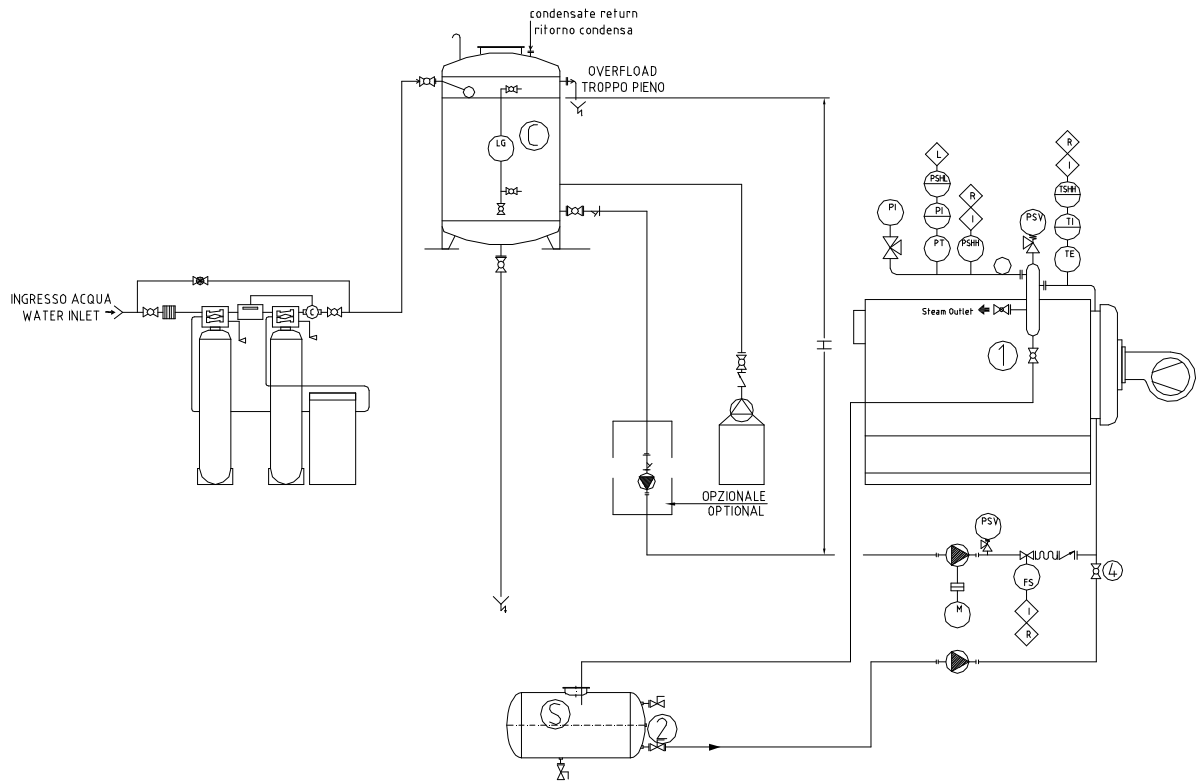 condensate return
ritorno condensa
OVERFLOAD
TROPPO PIENO
LG
C
L
PSHL
PI
PT
R
I
PSHH
PI
PSV
R
I
TSHH
TI
TE
INGRESSO ACQUA
WATER INLET
C
Steam Outlet
1
H
OPZIONALE
OPTIONAL
PSV
FS
I
R
M
4
S
2